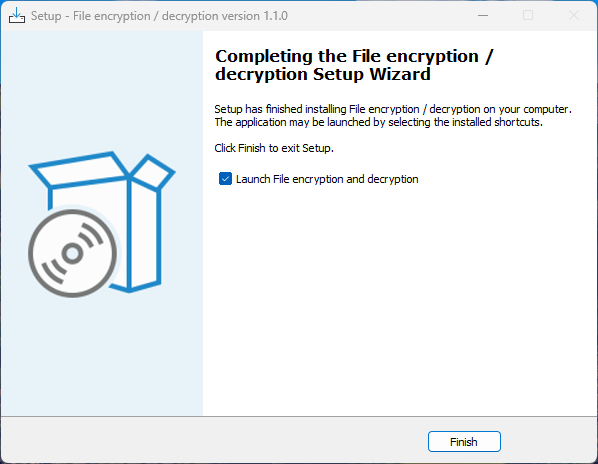 Setup - File encryption / decryption version 1.1.0
Completing the File encryption /
decryption Setup Wizard
Setup has finished installing File encryption / decryption on your computer.
The application may be launched by selecting the installed shortcuts.
Click Finish to exit Setup.
Launch File encryption and decryption
Finish